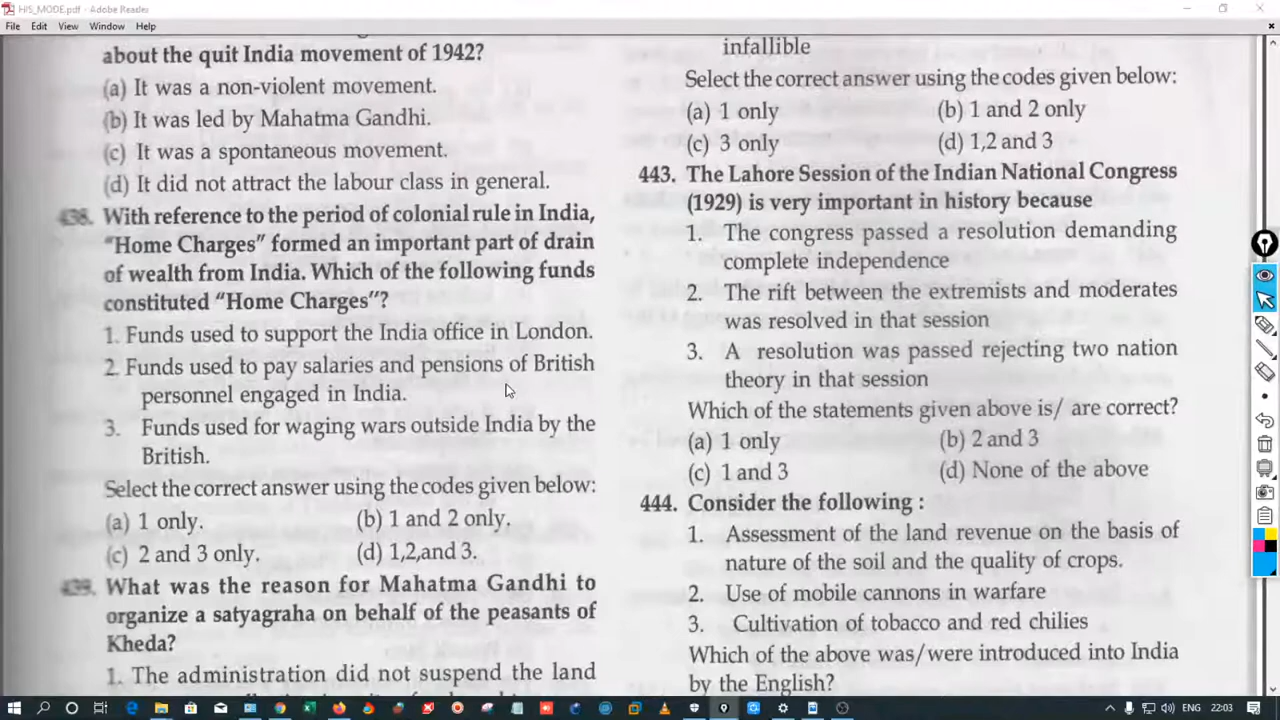 HIS_MODE.pdf - Adobe Reader
File Edit View Window Help
about the quit India movement of 1942?
(a) It was a non-violent movement.
(b) It was led by Mahatma Gandhi.
(c) It was a spontaneous movement.
(d) It did not attract the labour class in general.
438. With reference to the period of colonial rule in India,
"Home Charges" formed an important part of drain
of wealth from India. Which of the following funds
constituted "Home Charges"?
1. Funds used to support the India office in London.
2. Funds used to pay salaries and pensions of British
personnel engaged in India.
3. Funds used for waging wars outside India by the
British.
Select the correct answer using the codes given below:
(a) 1 only. (b) 1 and 2 only.
(c) 2 and 3 only. (d) 1,2,and 3.
439. What was the reason for Mahatma Gandhi to
organize a satyagraha on behalf of the peasants of
Kheda?
1. The administration did not suspend the land
infallible
Select the correct answer using the codes given below:
(a) 1 only (b) 1 and 2 only
(c) 3 only (d) 1,2 and 3
443. The Lahore Session of the Indian National Congress
(1929) is very important in history because
1. The congress passed a resolution demanding
complete independence
2. The rift between the extremists and moderates
was resolved in that session
3. A resolution was passed rejecting two nation
theory in that session
Which of the statements given above is/ are correct?
(a) 1 only (b) 2 and 3
(c) 1 and 3 (d) None of the above
444. Consider the following :
1. Assessment of the land revenue on the basis of
nature of the soil and the quality of crops.
2. Use of mobile cannons in warfare
3. Cultivation of tobacco and red chilies
Which of the above was/were introduced into India
by the English?
ENG 22:03